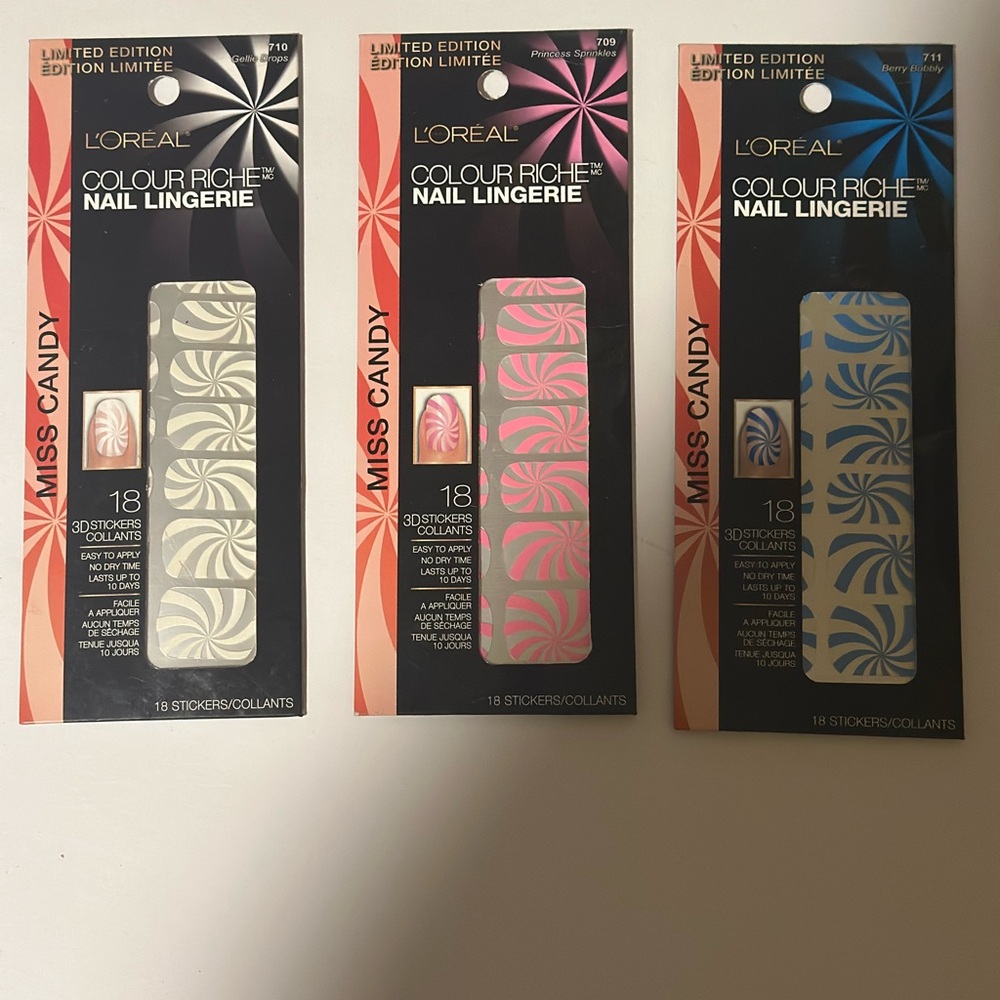 LIMITED EDITION
ÉDITION LIMITÉE
710
Gellie Drops
L'ORÉAL®
COLOUR RICHE™/MC
NAIL LINGERIE
MISS CANDY
18
3D STICKERS
COLLANTS
EASY TO APPLY
NO DRY TIME
LASTS UP TO
10 DAYS
FACILE
A APPLIQUER
AUCUN TEMPS
DE SÉCHAGE
TENUE JUSQUA
10 JOURS
18 STICKERS/COLLANTS
LIMITED EDITION
ÉDITION LIMITÉE
709
Princess Sprinkles
L'ORÉAL®
COLOUR RICHE™/MC
NAIL LINGERIE
MISS CANDY
18
3D STICKERS
COLLANTS
EASY TO APPLY
NO DRY TIME
LASTS UP TO
10 DAYS
FACILE
A APPLIQUER
AUCUN TEMPS
DE SÉCHAGE
TENUE JUSQUA
10 JOURS
18 STICKERS/COLLANTS
LIMITED EDITION
ÉDITION LIMITÉE
711
Berry Bubbly
L'ORÉAL®
COLOUR RICHE™/MC
NAIL LINGERIE
MISS CANDY
18
3D STICKERS
COLLANTS
EASY TO APPLY
NO DRY TIME
LASTS UP TO
10 DAYS
FACILE
A APPLIQUER
AUCUN TEMPS
DE SÉCHAGE
TENUE JUSQUA
10 JOURS
18 STICKERS/COLLANTS